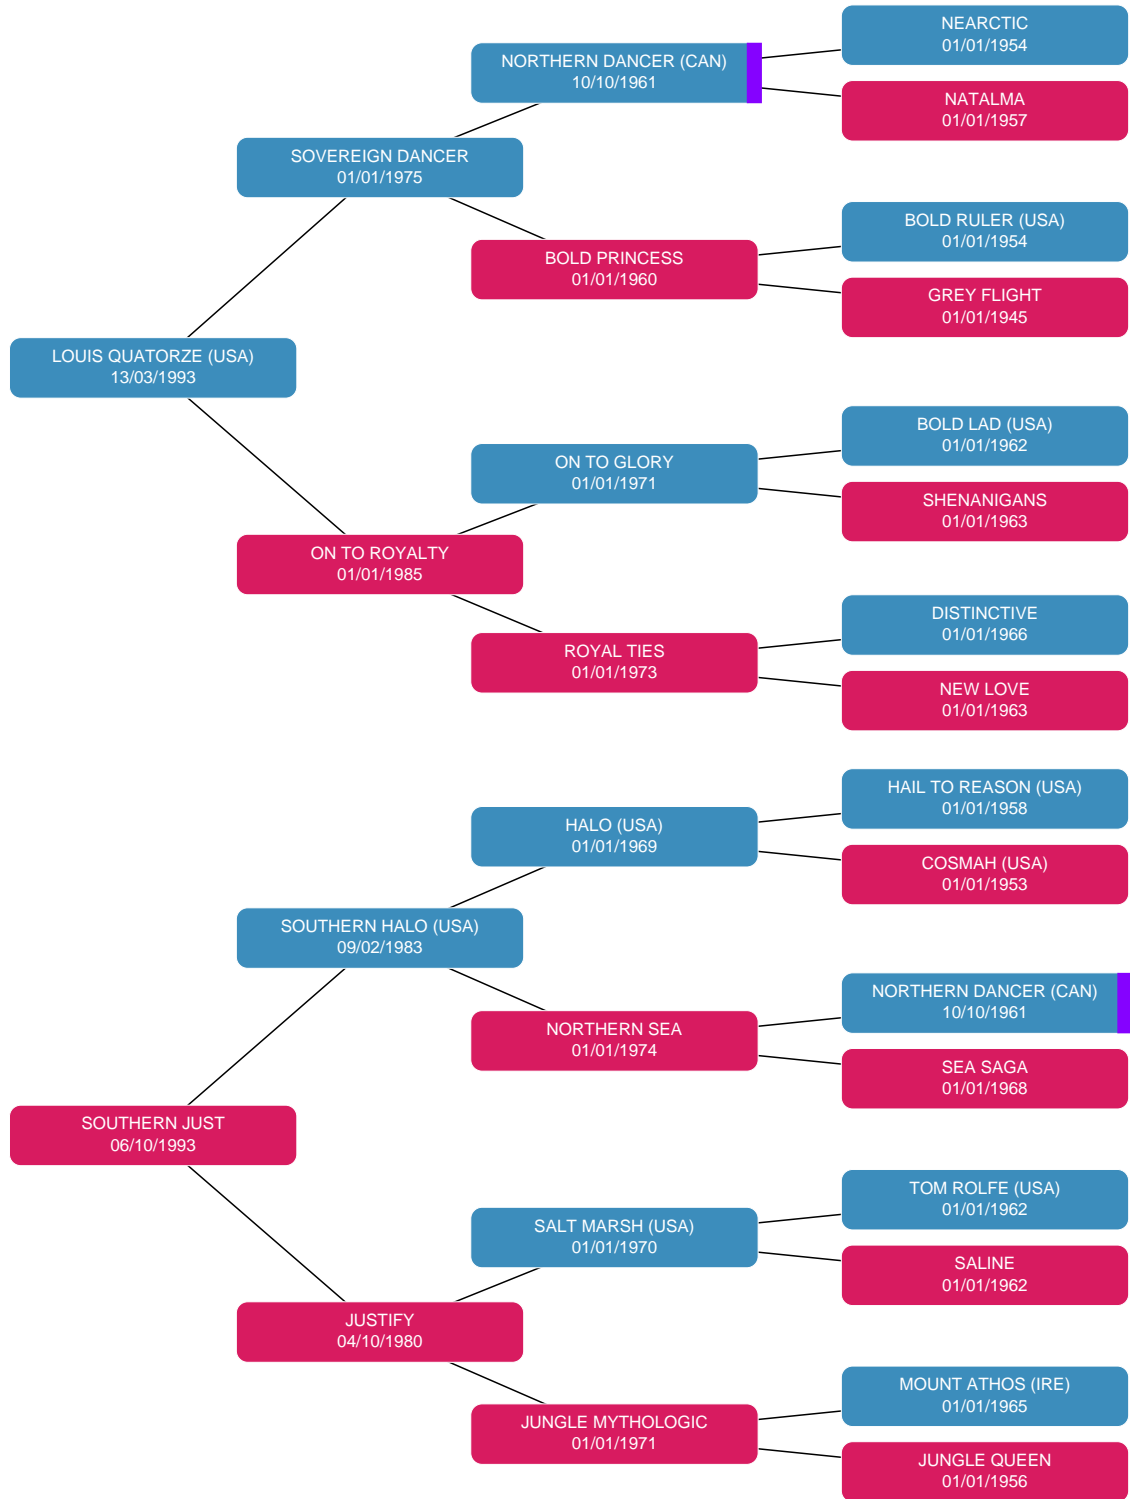 NEARCTIC
01/01/1954
NORTHERN DANCER (CAN)
10/10/1961
NATALMA
01/01/1957
SOVEREIGN DANCER
01/01/1975
BOLD RULER (USA)
01/01/1954
BOLD PRINCESS
01/01/1960
GREY FLIGHT
01/01/1945
LOUIS QUATORZE (USA)
13/03/1993
BOLD LAD (USA)
01/01/1962
ON TO GLORY
01/01/1971
SHENANIGANS
01/01/1963
ON TO ROYALTY
01/01/1985
DISTINCTIVE
01/01/1966
ROYAL TIES
01/01/1973
NEW LOVE
01/01/1963
HAIL TO REASON (USA)
01/01/1958
HALO (USA)
01/01/1969
COSMAH (USA)
01/01/1953
SOUTHERN HALO (USA)
09/02/1983
NORTHERN DANCER (CAN)
10/10/1961
NORTHERN SEA
01/01/1974
SEA SAGA
01/01/1968
SOUTHERN JUST
06/10/1993
TOM ROLFE (USA)
01/01/1962
SALT MARSH (USA)
01/01/1970
SALINE
01/01/1962
JUSTIFY
04/10/1980
MOUNT ATHOS (IRE)
01/01/1965
JUNGLE MYTHOLOGIC
01/01/1971
JUNGLE QUEEN
01/01/1956